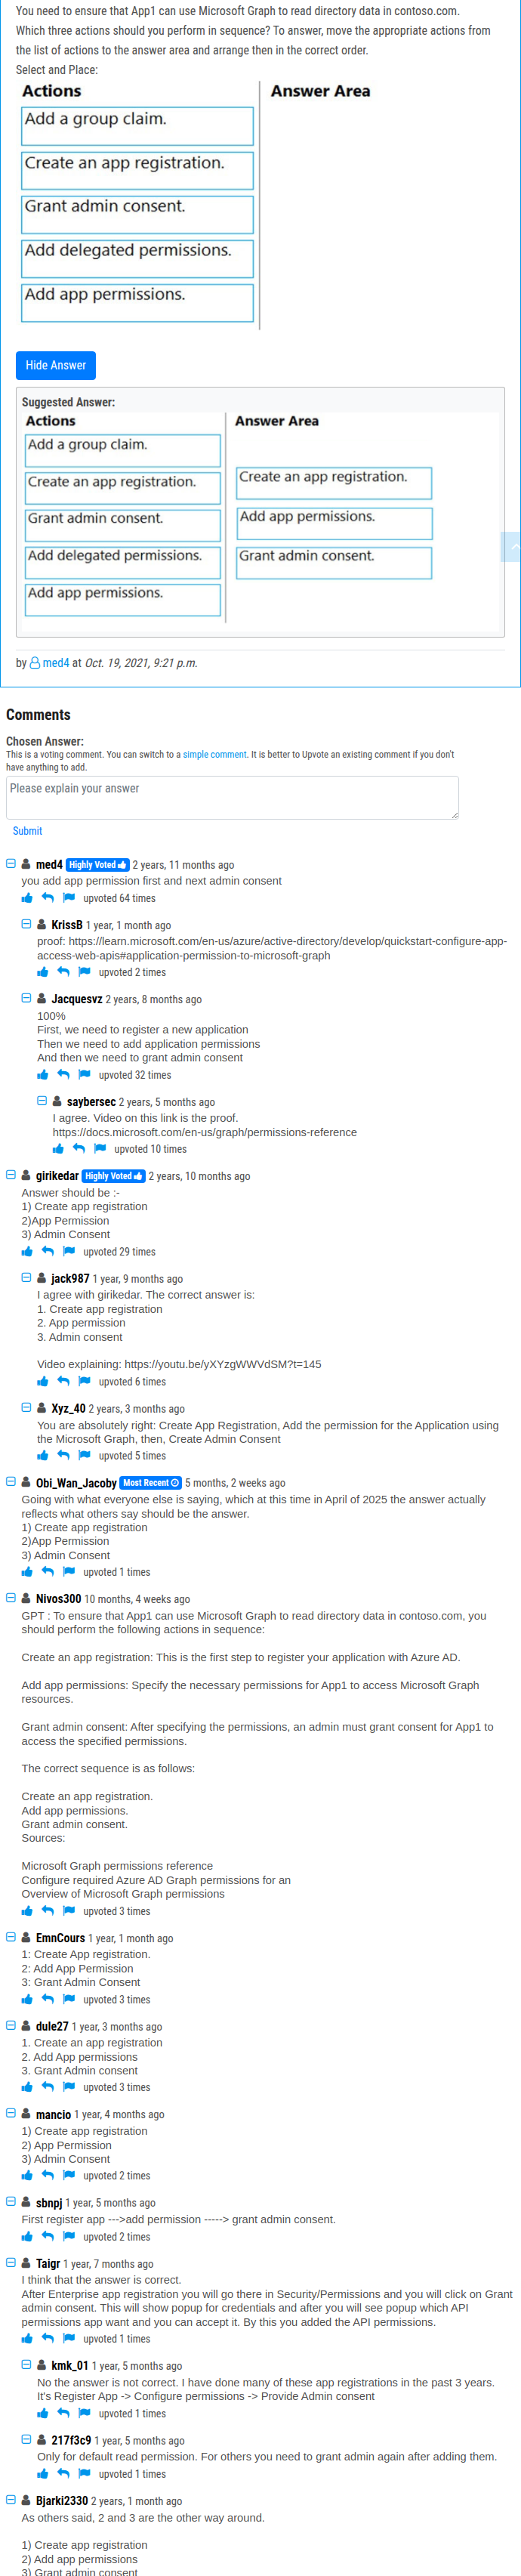 You need to ensure that App1 can use Microsoft Graph to read directory data in contoso.com.
Which three actions should you perform in sequence? To answer, move the appropriate actions from
the list of actions to the answer area and arrange then in the correct order.
Select and Place:
Actions
Answer Area
Add a group claim.
Create an app registration.
Grant admin consent.
Add delegated permissions.
Add app permissions.
Hide Answer
Suggested Answer:
Actions
Answer Area
Add a group claim.
Create an app registration.
Grant admin consent.
Add delegated permissions.
Add app permissions.
Create an app registration.
Add app permissions.
Grant admin consent.
by med4 at Oct. 19, 2021, 9:21 p.m.
Comments
Chosen Answer:
This is a voting comment. You can switch to a simple comment. It is better to Upvote an existing comment if you don't
have anything to add.
Please explain your answer
Submit
med4 Highly Voted 2 years, 11 months ago
you add app permission first and next admin consent
upvoted 64 times
KrissB 1 year, 1 month ago
proof: https://learn.microsoft.com/en-us/azure/active-directory/develop/quickstart-configure-app-
access-web-apis#application-permission-to-microsoft-graph
upvoted 2 times
Jacquesvz 2 years, 8 months ago
100%
First, we need to register a new application
Then we need to add application permissions
And then we need to grant admin consent
upvoted 32 times
saybersec 2 years, 5 months ago
I agree. Video on this link is the proof.
https://docs.microsoft.com/en-us/graph/permissions-reference
upvoted 10 times
girikedar Highly Voted 2 years, 10 months ago
Answer should be :-
1) Create app registration
2)App Permission
3) Admin Consent
upvoted 29 times
jack987 1 year, 9 months ago
I agree with girikedar. The correct answer is:
1. Create app registration
2. App permission
3. Admin consent
Video explaining: https://youtu.be/yXYzgWWVdSM?t=145
upvoted 6 times
Xyz_40 2 years, 3 months ago
You are absolutely right: Create App Registration, Add the permission for the Application using
the Microsoft Graph, then, Create Admin Consent
upvoted 5 times
Obi_Wan_Jacoby Most Recent 5 months, 2 weeks ago
Going with what everyone else is saying, which at this time in April of 2025 the answer actually
reflects what others say should be the answer.
1) Create app registration
2)App Permission
3) Admin Consent
upvoted 1 times
Nivos300 10 months, 4 weeks ago
GPT : To ensure that App1 can use Microsoft Graph to read directory data in contoso.com, you
should perform the following actions in sequence:
Create an app registration: This is the first step to register your application with Azure AD.
Add app permissions: Specify the necessary permissions for App1 to access Microsoft Graph
resources.
Grant admin consent: After specifying the permissions, an admin must grant consent for App1 to
access the specified permissions.
The correct sequence is as follows:
Create an app registration.
Add app permissions.
Grant admin consent.
Sources:
Microsoft Graph permissions reference
Configure required Azure AD Graph permissions for an
Overview of Microsoft Graph permissions
upvoted 3 times
EmnCours 1 year, 1 month ago
1: Create App registration.
2: Add App Permission
3: Grant Admin Consent
upvoted 3 times
dule27 1 year, 3 months ago
1. Create an app registration
2. Add App permissions
3. Grant Admin consent
upvoted 3 times
mancio 1 year, 4 months ago
1) Create app registration
2) App Permission
3) Admin Consent
upvoted 2 times
sbnpj 1 year, 5 months ago
First register app --->add permission -----> grant admin consent.
upvoted 2 times
Taigr 1 year, 7 months ago
I think that the answer is correct.
After Enterprise app registration you will go there in Security/Permissions and you will click on Grant
admin consent. This will show popup for credentials and after you will see popup which API
permissions app want and you can accept it. By this you added the API permissions.
upvoted 1 times
kmk_01 1 year, 5 months ago
No the answer is not correct. I have done many of these app registrations in the past 3 years.
It's Register App -> Configure permissions -> Provide Admin consent
upvoted 1 times
217f3c9 1 year, 5 months ago
Only for default read permission. For others you need to grant admin again after adding them.
upvoted 1 times
Bjarki2330 2 years, 1 month ago
As others said, 2 and 3 are the other way around.
1) Create app registration
2) Add app permissions
3) Grant admin consent